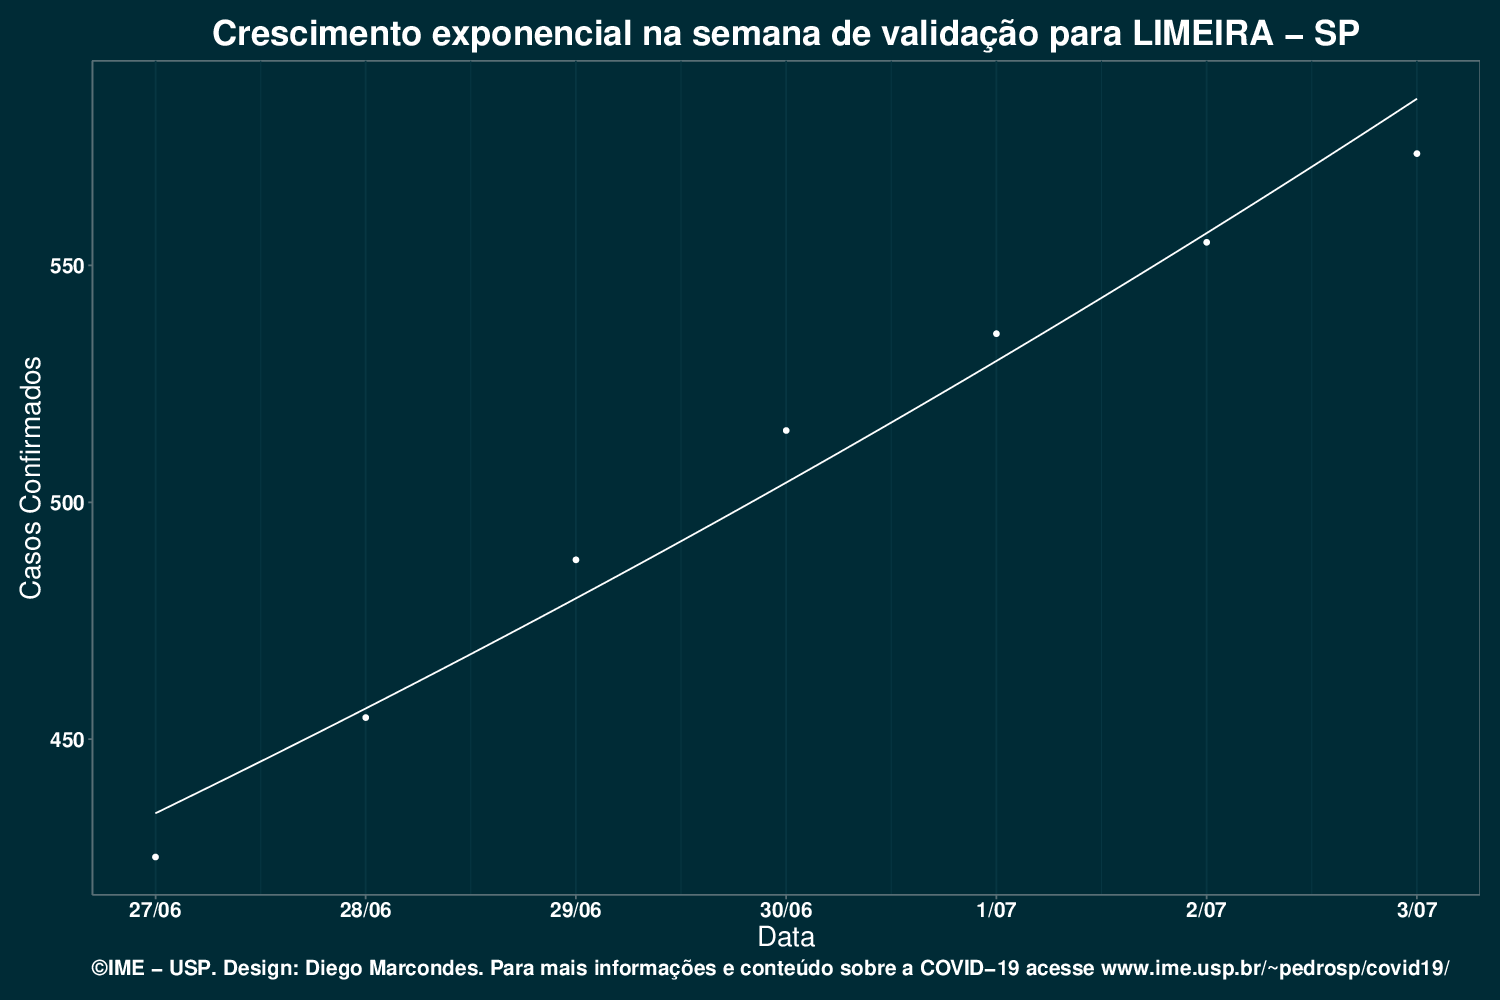 Crescimento exponencial na semana de validação para LIMEIRA – SP
Casos Confirmados
550
500
450
27/06
28/06
29/06
30/06
1/07
2/07
3/07
Data
©IME – USP. Design: Diego Marcondes. Para mais informações e conteúdo sobre a COVID–19 acesse www.ime.usp.br/~pedrosp/covid19/